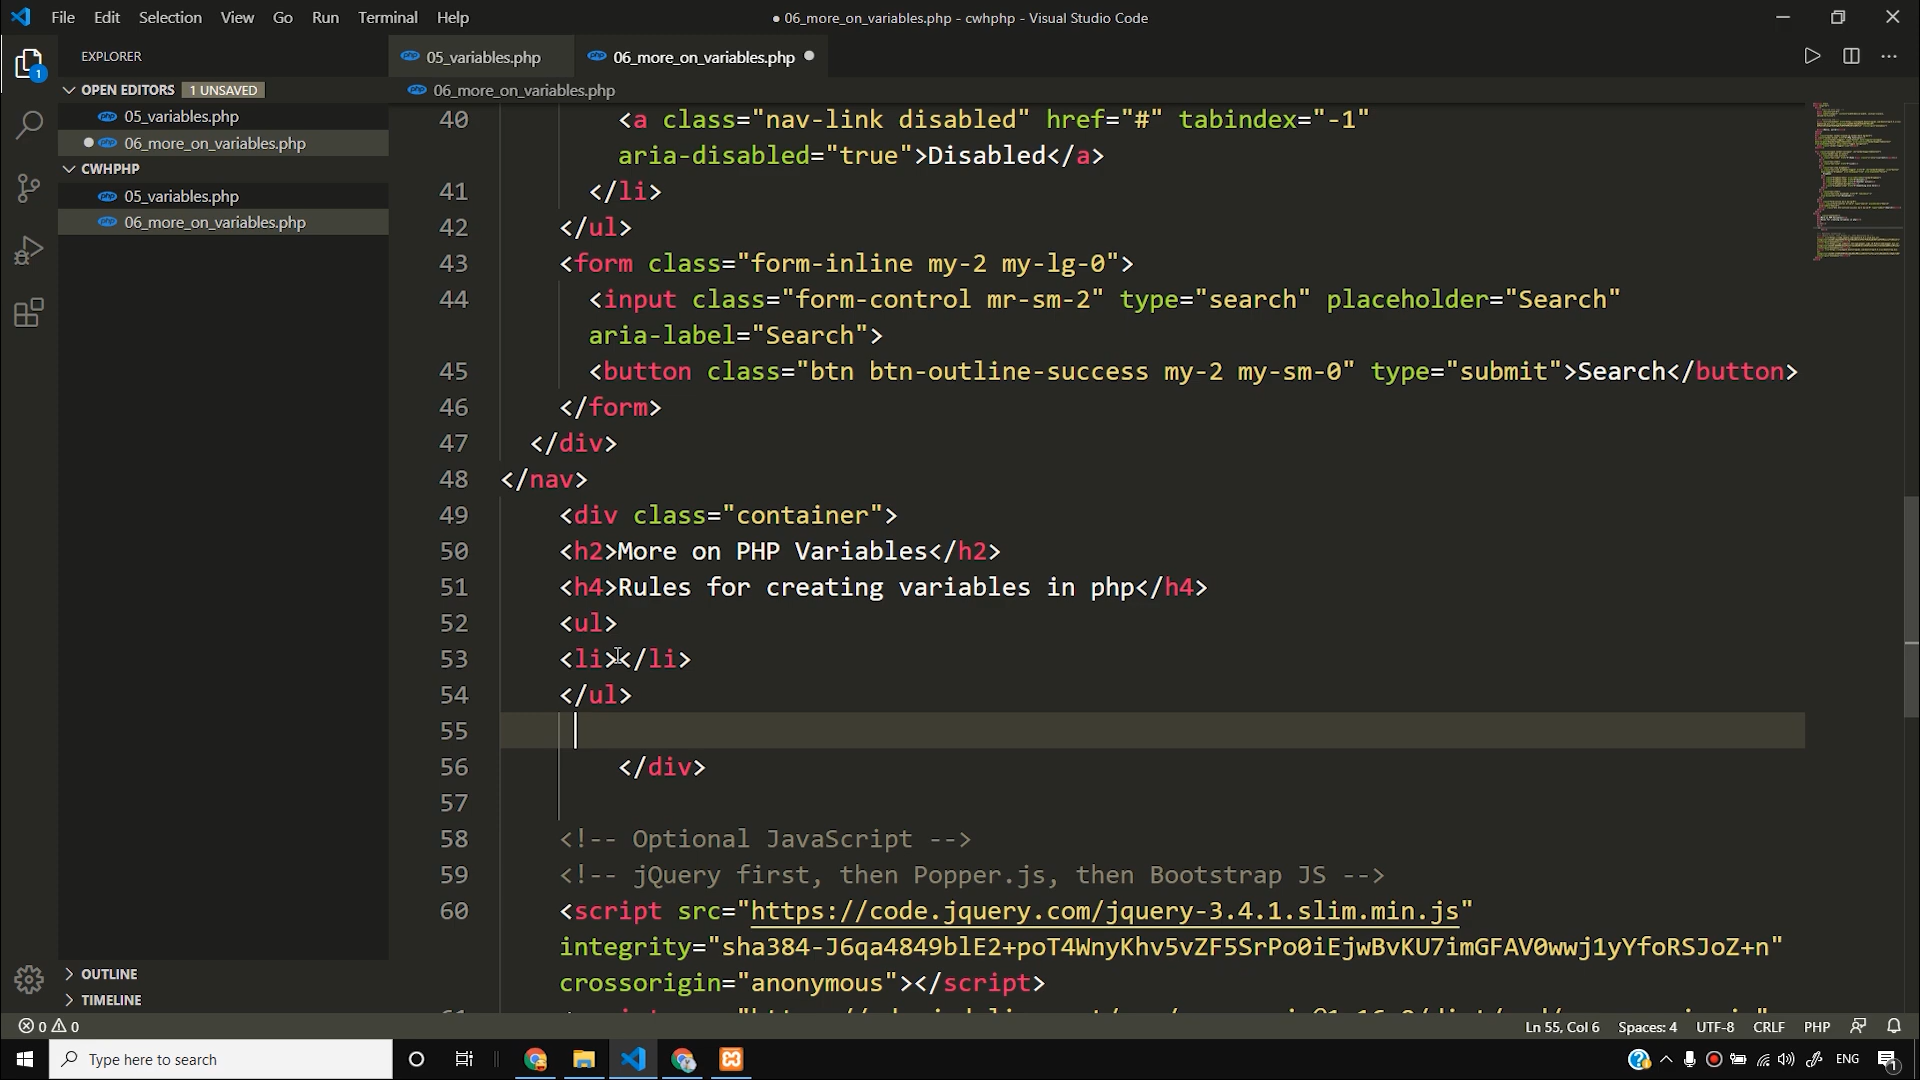 File Edit Selection View Go Run Terminal Help
● 06_more_on_variables.php - cwhphp - Visual Studio Code
EXPLORER
05_variables.php
06_more_on_variables.php ●
OPEN EDITORS 1 UNSAVED
06_more_on_variables.php
05_variables.php
● 06_more_on_variables.php
CWHPHP
05_variables.php
06_more_on_variables.php
OUTLINE
TIMELINE
1
40 <a class="nav-link disabled" href="#" tabindex="-1"
aria-disabled="true">Disabled</a>
41 </li>
42 </ul>
43 <form class="form-inline my-2 my-lg-0">
44 <input class="form-control mr-sm-2" type="search" placeholder="Search"
aria-label="Search">
45 <button class="btn btn-outline-success my-2 my-sm-0" type="submit">Search</button>
46 </form>
47 </div>
48 </nav>
49 <div class="container">
50 <h2>More on PHP Variables</h2>
51 <h4>Rules for creating variables in php</h4>
52 <ul>
53 <li></li>
54 </ul>
55
56 </div>
57
58 <!-- Optional JavaScript -->
59 <!-- jQuery first, then Popper.js, then Bootstrap JS -->
60 <script src="https://code.jquery.com/jquery-3.4.1.slim.min.js"
integrity="sha384-J6qa4849blE2+poT4WnyKhv5vZF5SrPo0iEjwBvKU7imGFAV0wwj1yYfoRSJoZ+n"
crossorigin="anonymous"></script>
0 0
Ln 55, Col 6 Spaces: 4 UTF-8 CRLF PHP
Type here to search
ENG
1